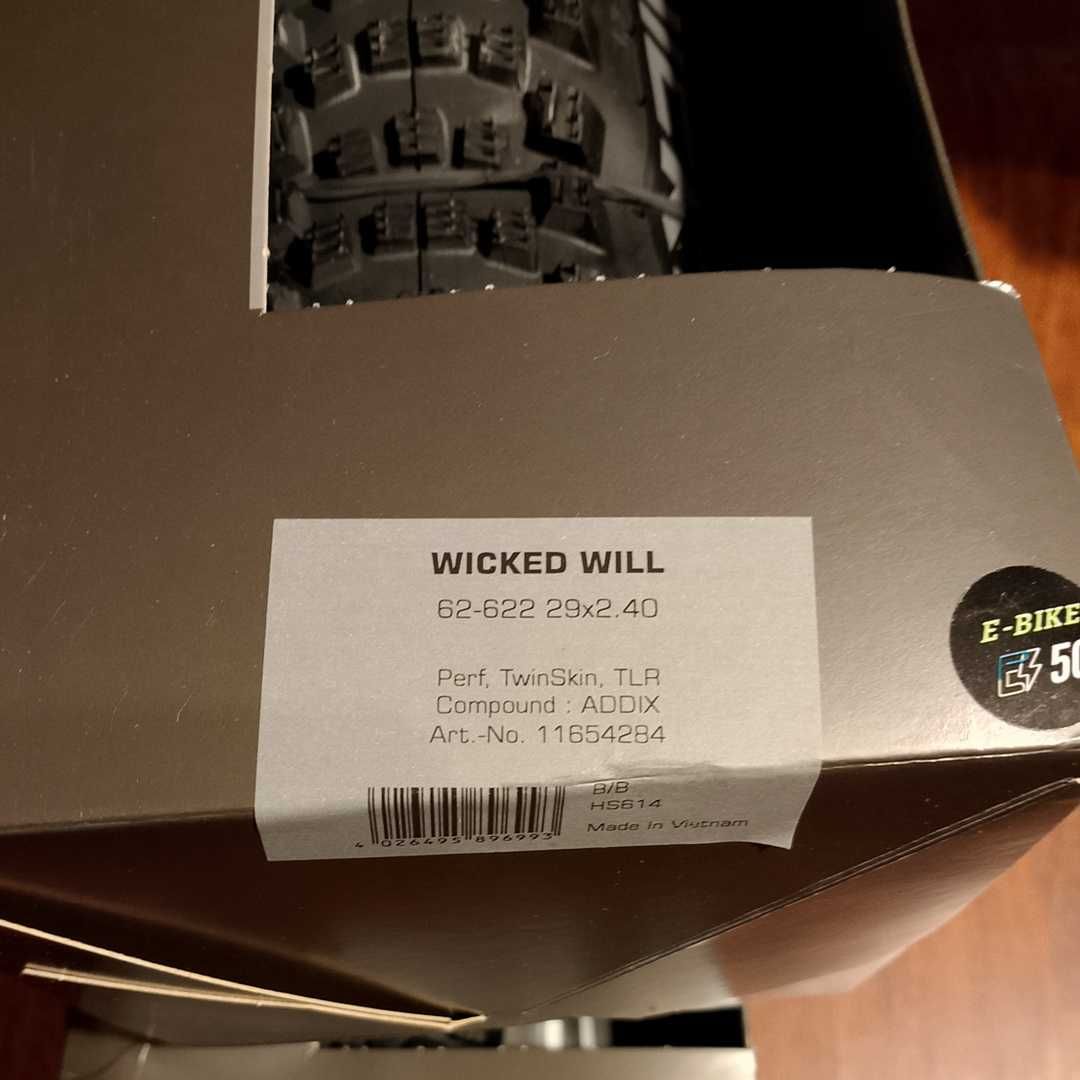 WICKED WILL
62-622 29x2.40
Perf, TwinSkin, TLR
Compound : ADDIX
Art.-No. 11654284
B/B
HS614
Made in Vietnam
4 026495 896993
E-BIKE
50